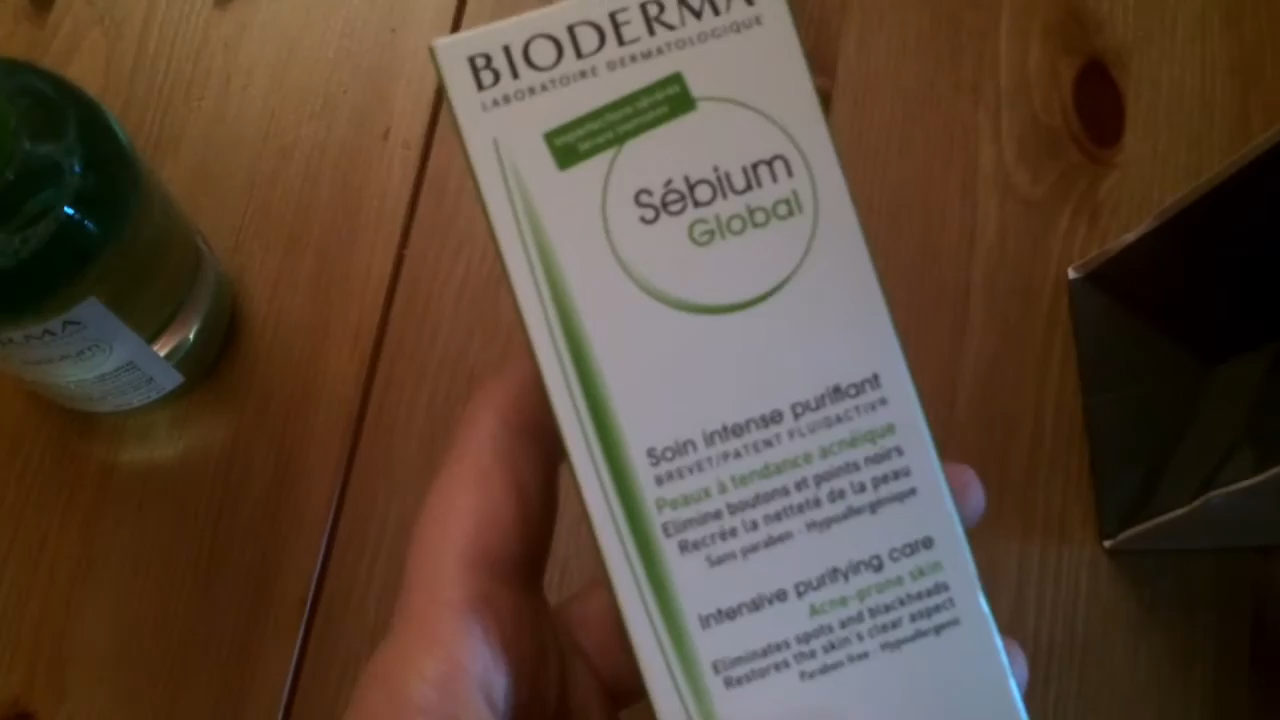 BIODERMA
LABORATOIRE DERMATOLOGIQUE
Sébium
Global
Soin intense purifiant
BREVET/PATENT FLUIDACTIV®
Peaux à tendance acnéique
Elimine boutons et points noirs
Recrée la netteté de la peau
Sans paraben - Hypoallergénique
Intensive purifying care
Acne-prone skin
Eliminates spots and blackheads
Restores the skin's clear aspect
Paraben free - Hypoallergenic
RMA